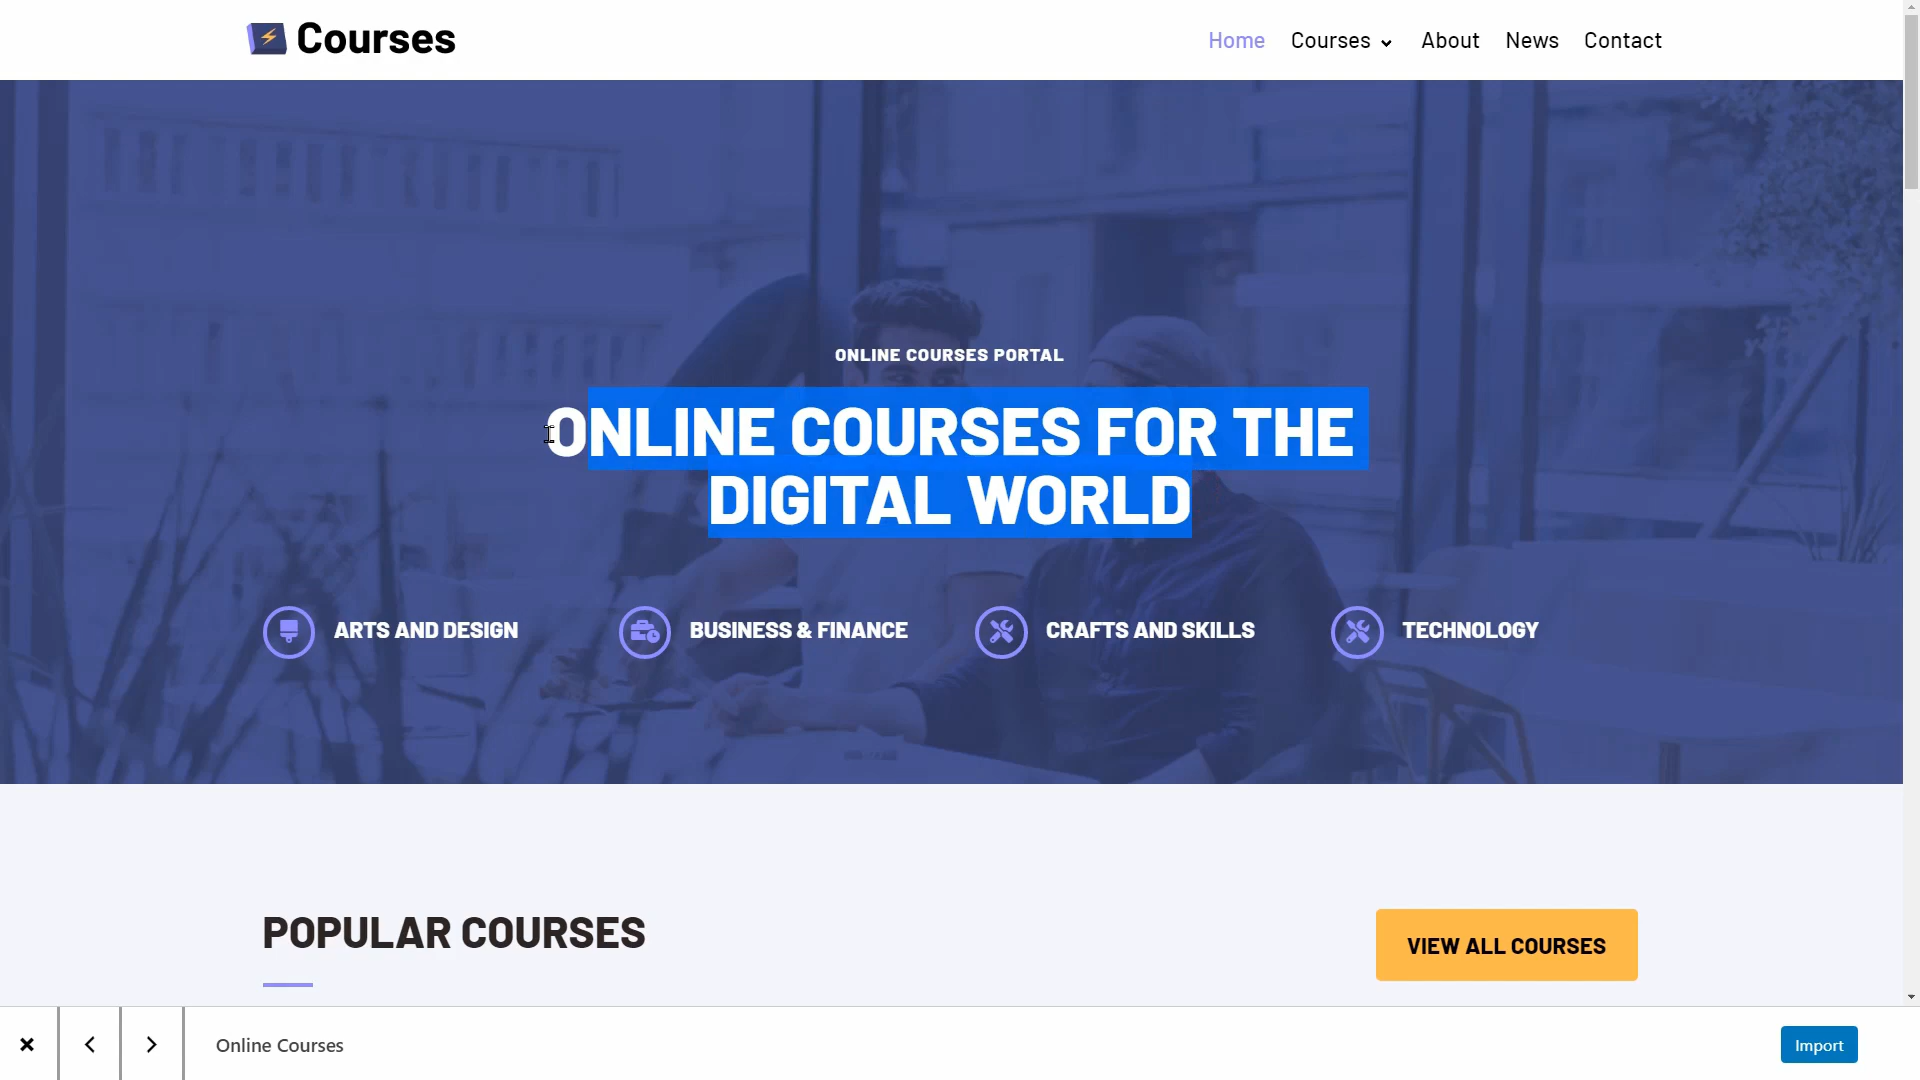 Courses
Home Courses About News Contact
ONLINE COURSES PORTAL
ONLINE COURSES FOR THE
DIGITAL WORLD
ARTS AND DESIGN BUSINESS & FINANCE CRAFTS AND SKILLS TECHNOLOGY
POPULAR COURSES
VIEW ALL COURSES
Online Courses
Import